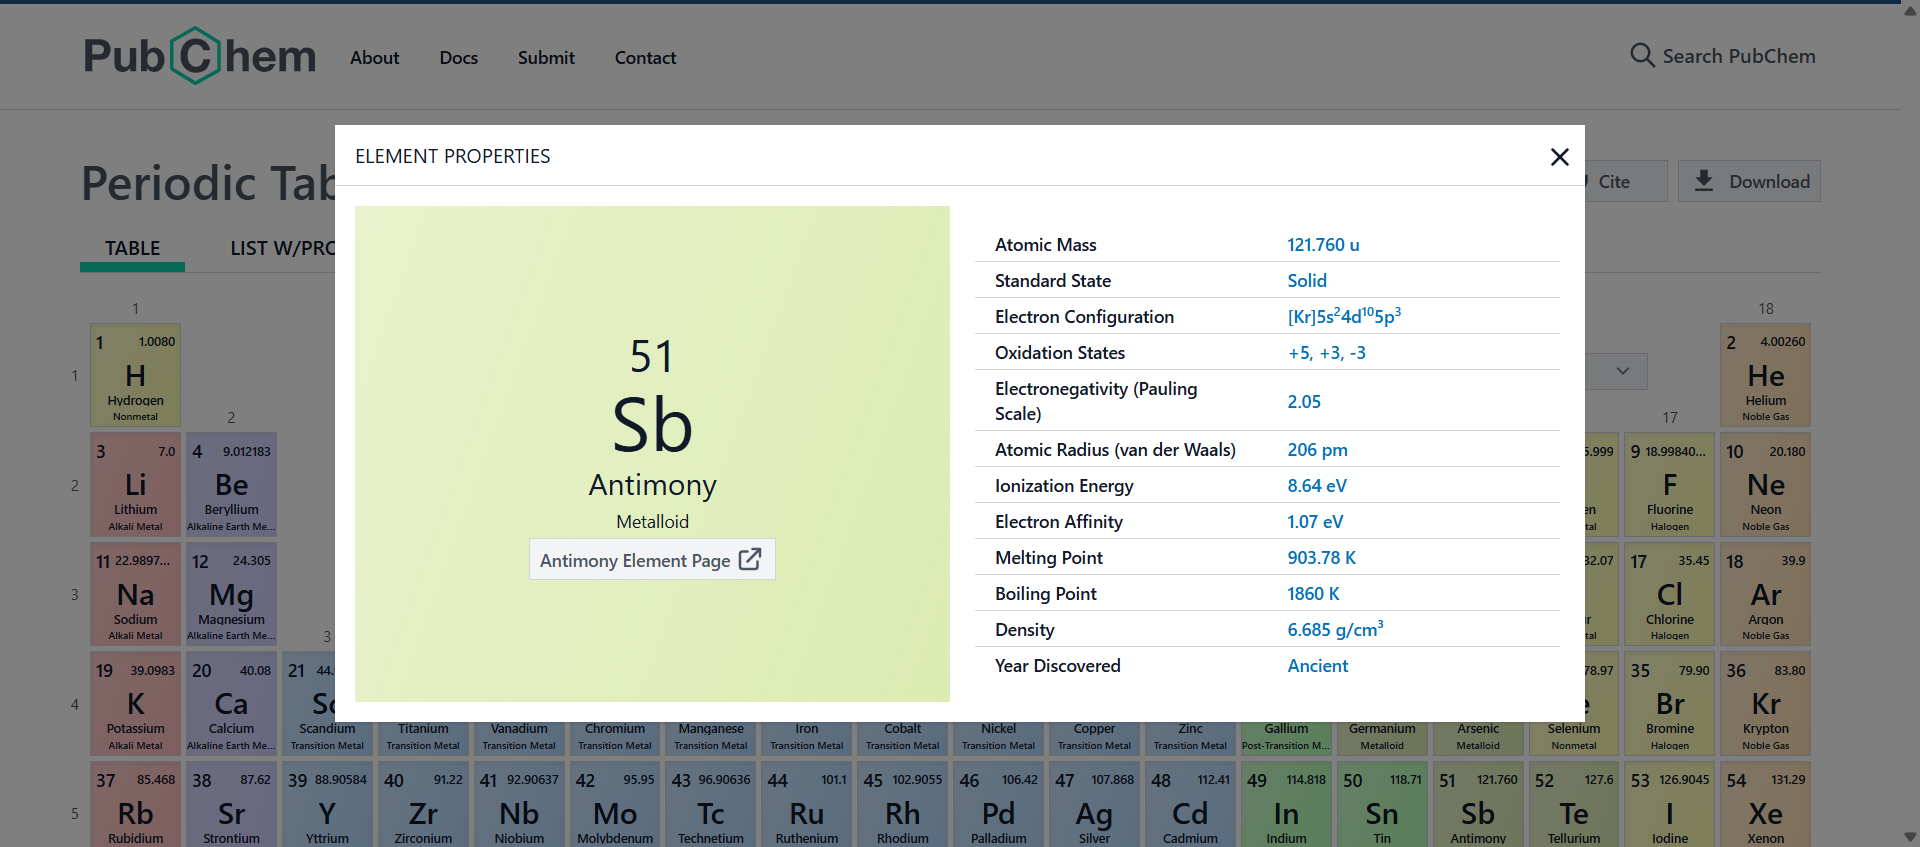 PubChem
About Docs Submit Contact
Search PubChem
Periodic Tab
Cite
Download
TABLE
LIST W/PRO
ELEMENT PROPERTIES
51
Sb
Antimony
Metalloid
Antimony Element Page
Atomic Mass 121.760 u
Standard State Solid
Electron Configuration [Kr]5s²4d¹⁰5p³
Oxidation States +5, +3, -3
Electronegativity (Pauling
Scale) 2.05
Atomic Radius (van der Waals) 206 pm
Ionization Energy 8.64 eV
Electron Affinity 1.07 eV
Melting Point 903.78 K
Boiling Point 1860 K
Density 6.685 g/cm³
Year Discovered Ancient
1 18
1 1.0080 2 4.00260
1 H He
Hydrogen Helium
Nonmetal Noble Gas
2 17
3 7.0 4 9.012183 5.999 9 18.99840... 10 20.180
2 Li Be F Ne
Lithium Beryllium en Fluorine Neon
Alkali Metal Alkaline Earth Me... tal Halogen Noble Gas
11 22.9897... 12 24.305 32.07 17 35.45 18 39.9
3 Na Mg Cl Ar
Sodium Magnesium r Chlorine Argon
Alkali Metal Alkaline Earth Me... tal Halogen Noble Gas
3
19 39.0983 20 40.08 21 44. 78.97 35 79.90 36 83.80
4 K Ca Sc e Br Kr
Potassium Calcium Scandium Titanium Vanadium Chromium Manganese Iron Cobalt Nickel Copper Zinc Gallium Germanium Arsenic Selenium Bromine Krypton
Alkali Metal Alkaline Earth Me... Transition Metal Transition Metal Transition Metal Transition Metal Transition Metal Transition Metal Transition Metal Transition Metal Transition Metal Transition Metal Post-Transition M... Metalloid Metalloid Nonmetal Halogen Noble Gas
37 85.468 38 87.62 39 88.90584 40 91.22 41 92.90637 42 95.95 43 96.90636 44 101.1 45 102.9055 46 106.42 47 107.868 48 112.41 49 114.818 50 118.71 51 121.760 52 127.6 53 126.9045 54 131.29
5 Rb Sr Y Zr Nb Mo Tc Ru Rh Pd Ag Cd In Sn Sb Te I Xe
Rubidium Strontium Yttrium Zirconium Niobium Molybdenum Technetium Ruthenium Rhodium Palladium Silver Cadmium Indium Tin Antimony Tellurium Iodine Xenon